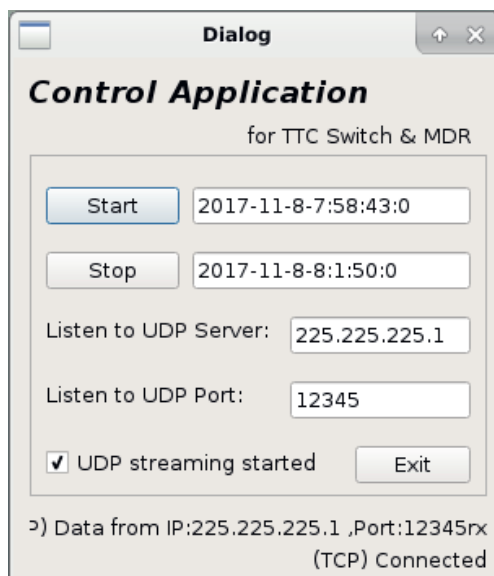 Dialog
Control Application
for TTC Switch & MDR
Start 2017-11-8-7:58:43:0
Stop 2017-11-8-8:1:50:0
Listen to UDP Server: 225.225.225.1
Listen to UDP Port: 12345
UDP streaming started Exit
) Data from IP:225.225.225.1 ,Port:12345rx
(TCP) Connected